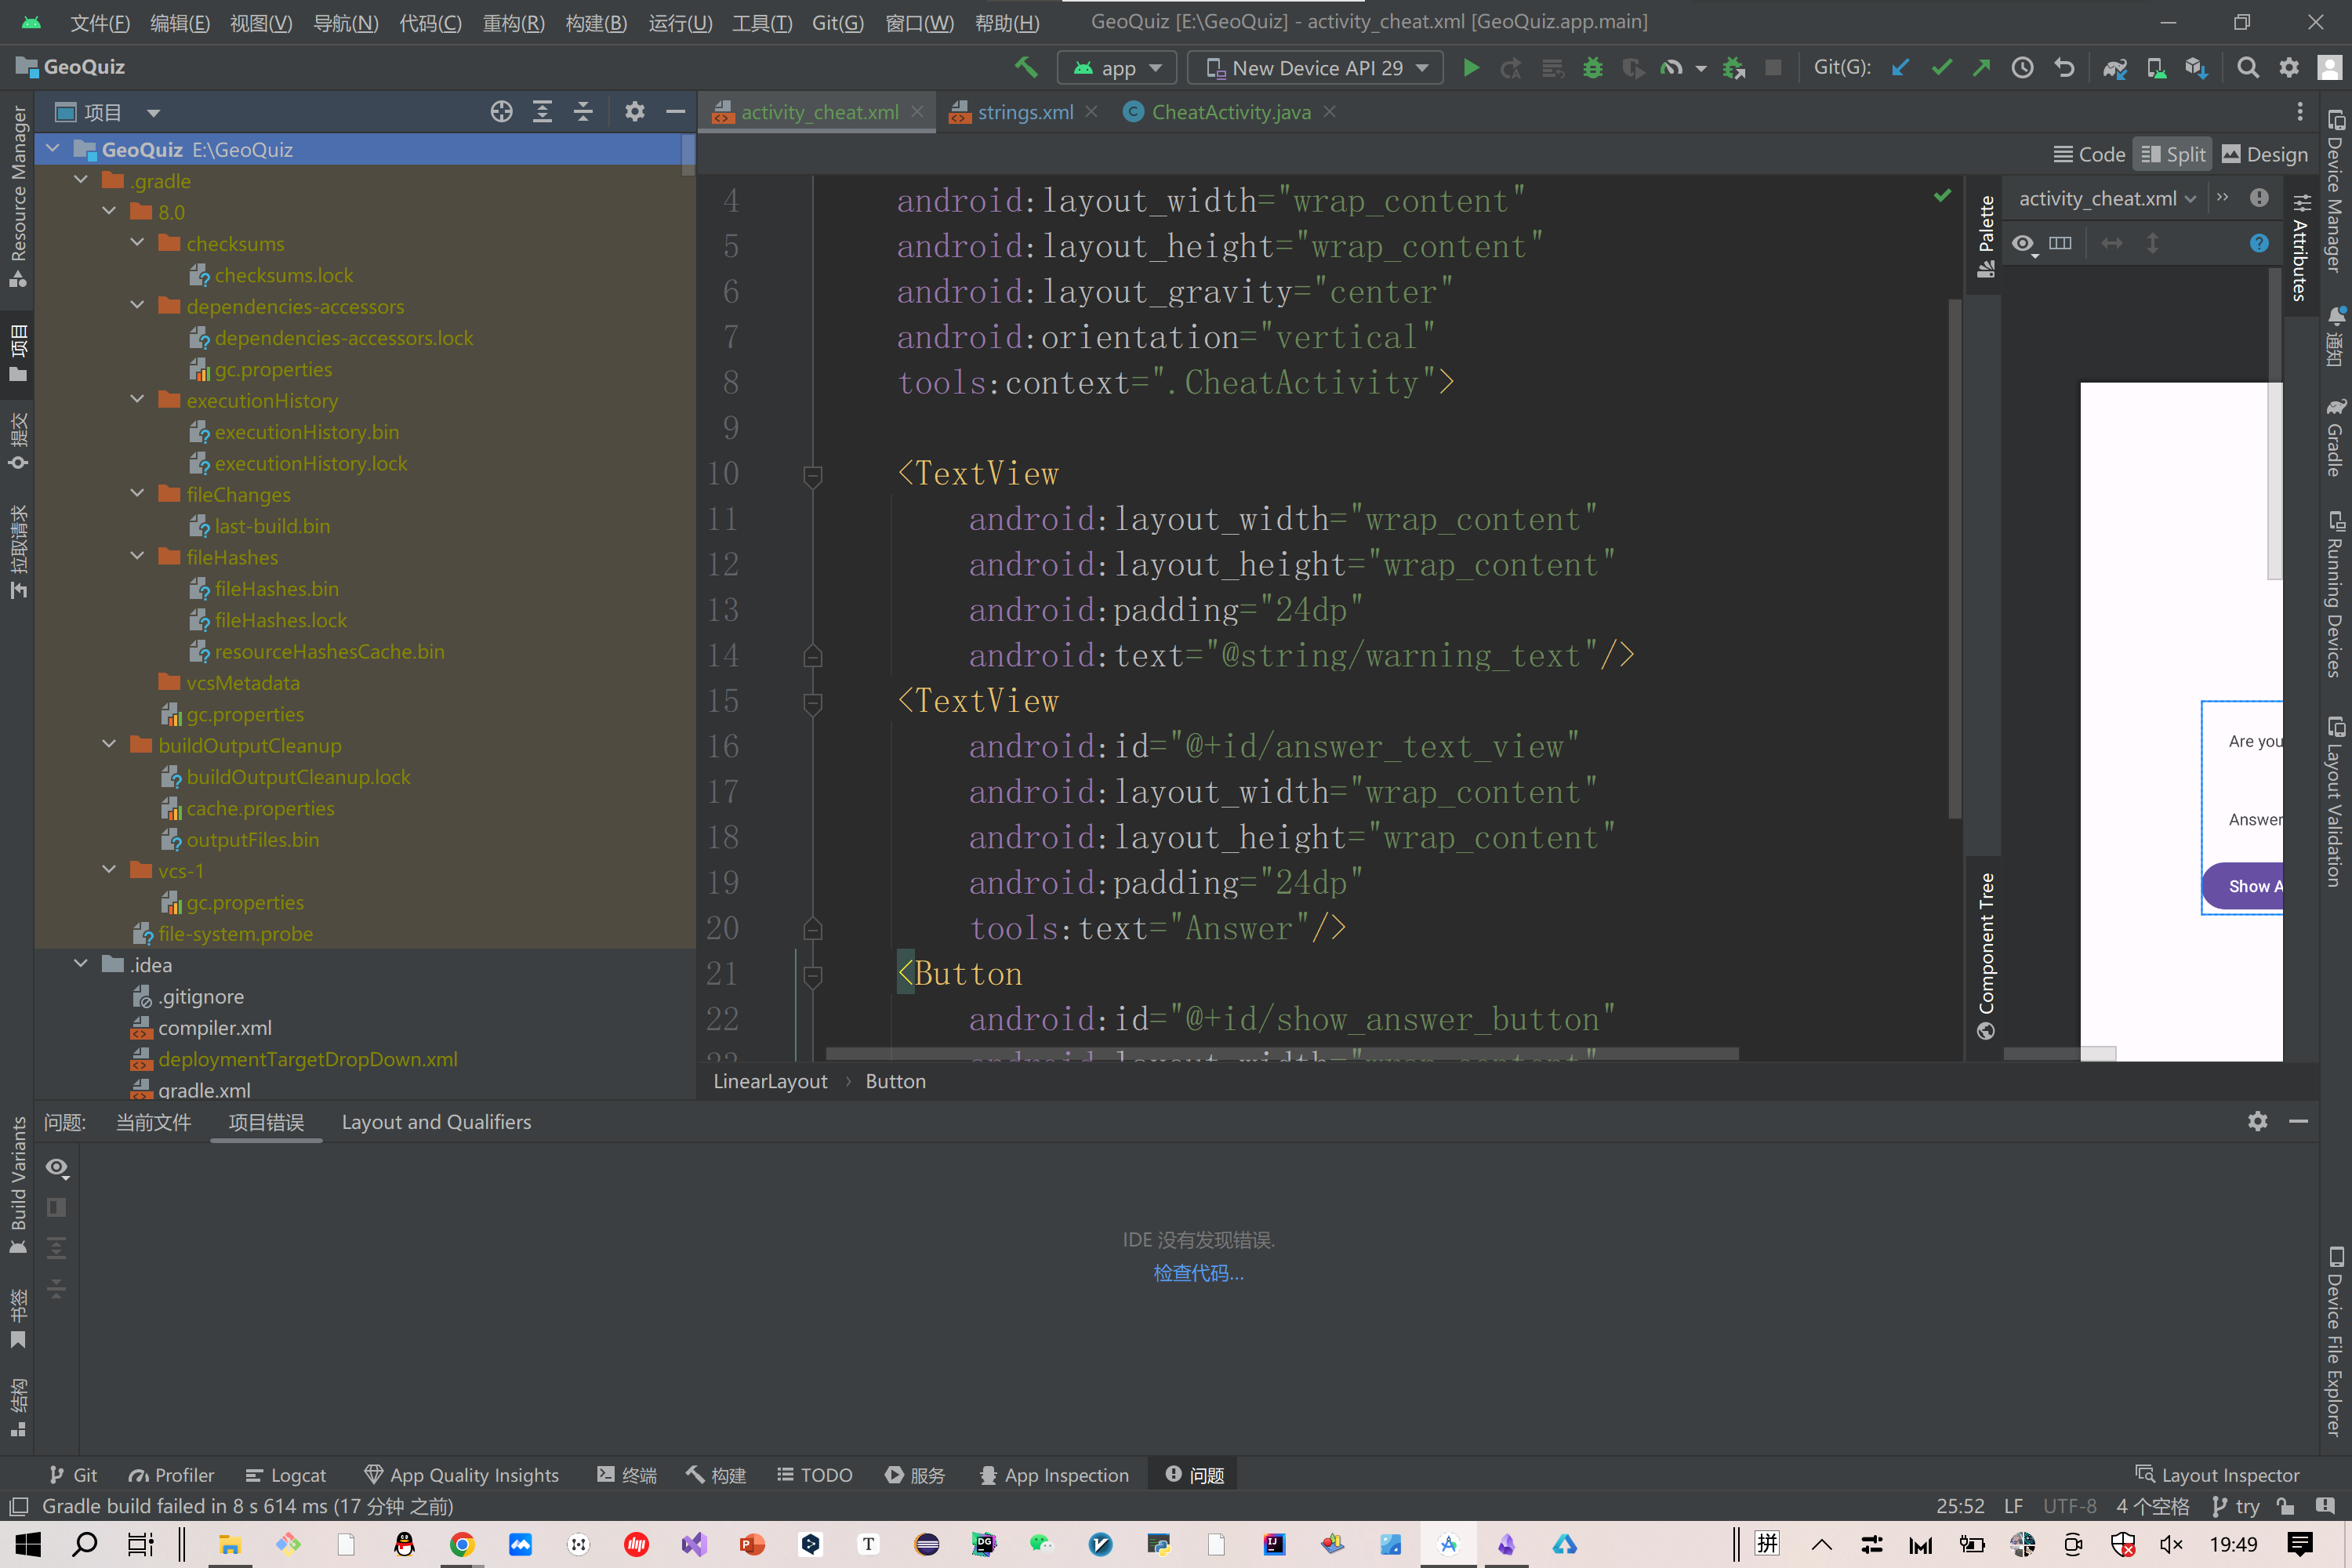 文件(F) 编辑(E) 视图(V) 导航(N) 代码(C) 重构(R) 构建(B) 运行(U) 工具(T) Git(G) 窗口(W) 帮助(H) GeoQuiz [E:\GeoQuiz] - activity_cheat.xml [GeoQuiz.app.main]
GeoQuiz app New Device API 29 Git(G):
项目 activity_cheat.xml strings.xml CheatActivity.java
Code Split Design
activity_cheat.xml
GeoQuiz E:\GeoQuiz
.gradle
8.0
checksums
checksums.lock
dependencies-accessors
dependencies-accessors.lock
gc.properties
executionHistory
executionHistory.bin
executionHistory.lock
fileChanges
last-build.bin
fileHashes
fileHashes.bin
fileHashes.lock
resourceHashesCache.bin
vcsMetadata
gc.properties
buildOutputCleanup
buildOutputCleanup.lock
cache.properties
outputFiles.bin
vcs-1
gc.properties
file-system.probe
.idea
.gitignore
compiler.xml
deploymentTargetDropDown.xml
gradle.xml
4 android:layout_width="wrap_content"
5 android:layout_height="wrap_content"
6 android:layout_gravity="center"
7 android:orientation="vertical"
8 tools:context=".CheatActivity">
9
10 <TextView
11 android:layout_width="wrap_content"
12 android:layout_height="wrap_content"
13 android:padding="24dp"
14 android:text="@string/warning_text"/>
15 <TextView
16 android:id="@+id/answer_text_view"
17 android:layout_width="wrap_content"
18 android:layout_height="wrap_content"
19 android:padding="24dp"
20 tools:text="Answer"/>
21 <Button
22 android:id="@+id/show_answer_button"
23 android:layout_width="wrap_content"
LinearLayout › Button
Are you
Answer
Show A
Palette
Component Tree
Attributes
Resource Manager
项目
提交
拉取请求
Build Variants
书签
结构
Device Manager
通知
Gradle
Running Devices
Layout Validation
Device File Explorer
问题: 当前文件 项目错误 Layout and Qualifiers
IDE 没有发现错误.
检查代码...
Git Profiler Logcat App Quality Insights 终端 构建 TODO 服务 App Inspection 问题 Layout Inspector
Gradle build failed in 8 s 614 ms (17 分钟 之前) 25:52 LF UTF-8 4 个空格 try
拼 19:49